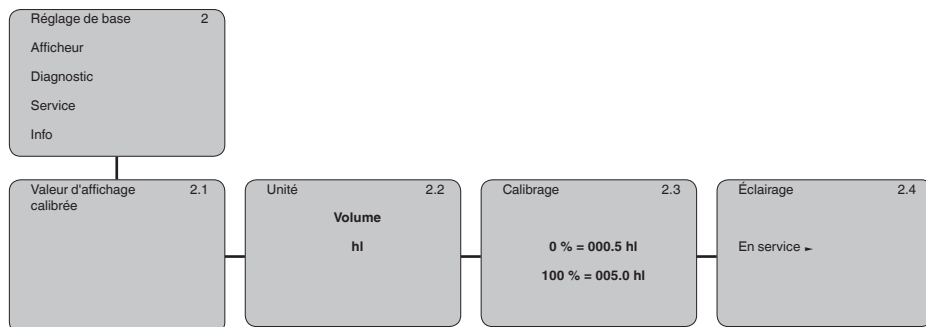 Réglage de base 2
Afficheur
Diagnostic
Service
Info
Valeur d'affichage 2.1
calibrée
Unité 2.2
Volume
hl
Calibrage 2.3
0 % = 000.5 hl
100 % = 005.0 hl
Éclairage 2.4
En service ►